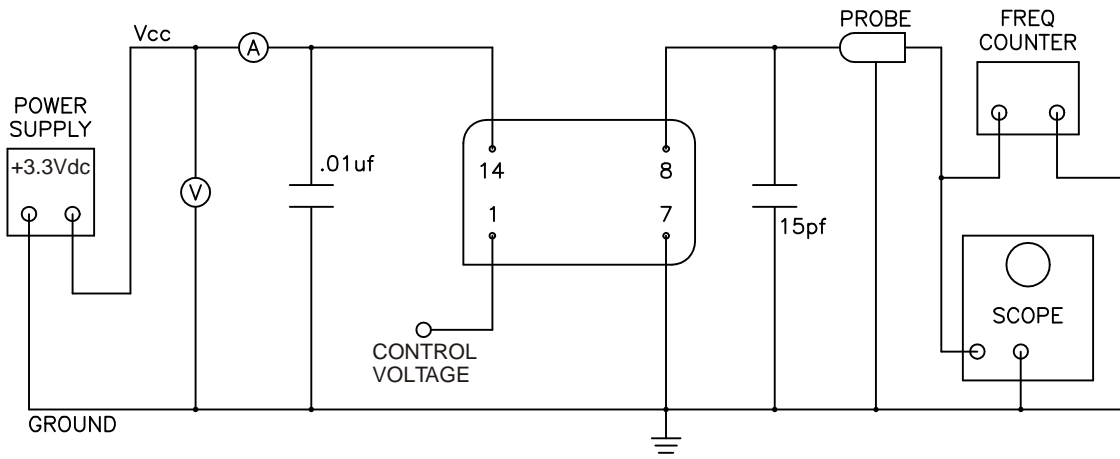 Vcc
A
POWER
SUPPLY
+3.3Vdc
V
.01uf
14
1
8
7
CONTROL
VOLTAGE
GROUND
15pf
PROBE
FREQ
COUNTER
SCOPE